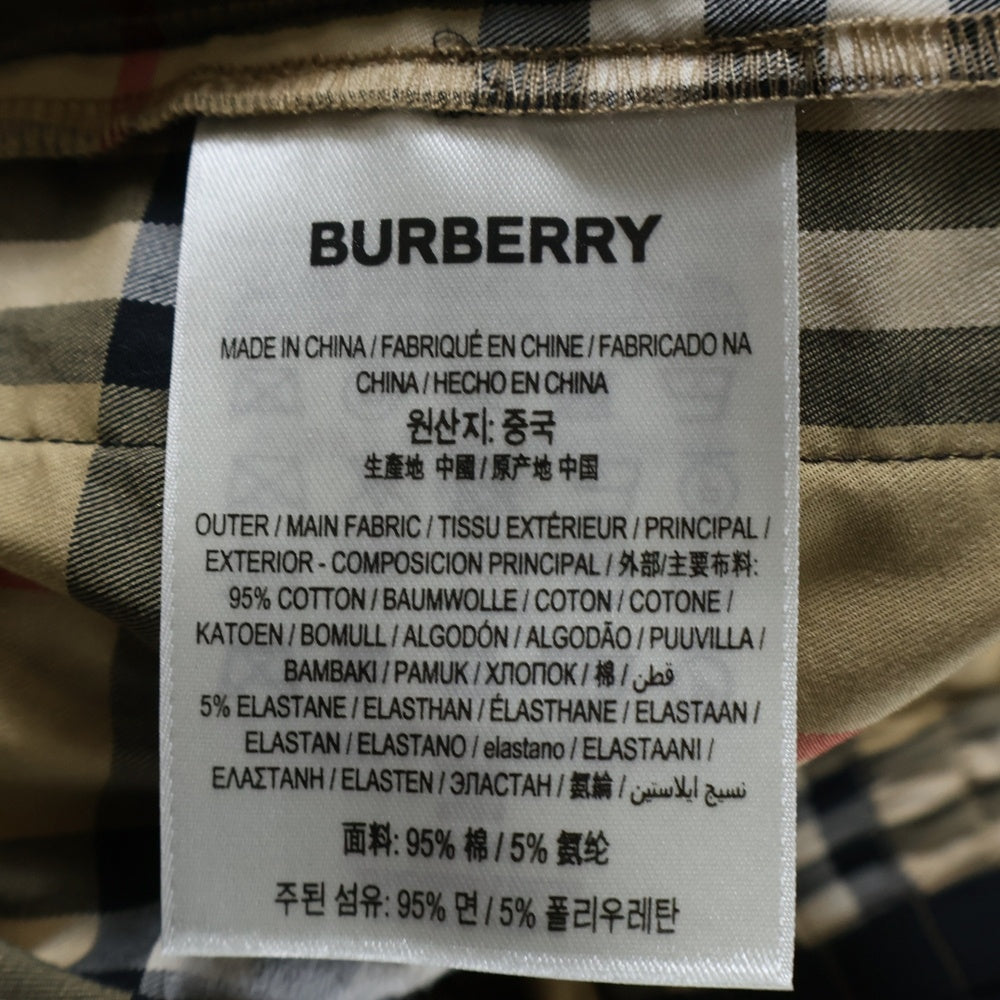 BURBERRY
MADE IN CHINA / FABRIQUÉ EN CHINE / FABRICADO NA
CHINA / HECHO EN CHINA
원산지: 중국
生產地 中國 / 原产地 中国
OUTER / MAIN FABRIC / TISSU EXTÉRIEUR / PRINCIPAL /
EXTERIOR - COMPOSICION PRINCIPAL / 外部/主要布料:
95% COTTON / BAUMWOLLE / COTON / COTONE /
KATOEN / BOMULL / ALGODÓN / ALGODÃO / PUUVILLA /
BAMBAKI / PAMUK / ХЛОПОК / 棉 / قطن
5% ELASTANE / ELASTHAN / ÉLASTHANE / ELASTAAN /
ELASTAN / ELASTANO / elastano / ELASTAANI /
ΕΛΑΣΤΑΝΗ / ELASTEN / ЭЛАСТАН / 氨綸 / نسيج ايلاستين
面料: 95% 棉 / 5% 氨纶
주된 섬유: 95% 면 / 5% 폴리우레탄